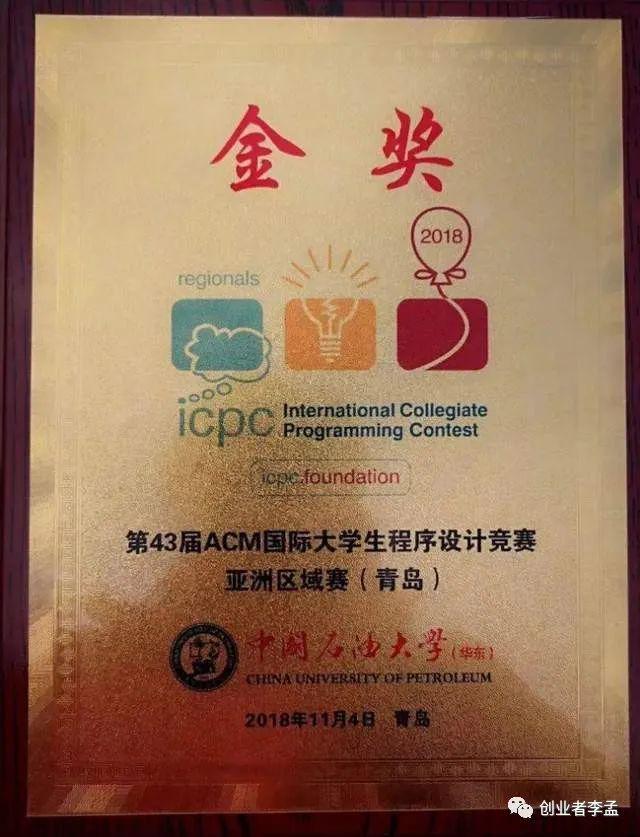 金奖
2018
regionals
icpc International Collegiate
Programming Contest
icpc.foundation
第43届ACM国际大学生程序设计竞赛
亚洲区域赛（青岛）
中国石油大学（华东）
CHINA UNIVERSITY OF PETROLEUM
2018年11月4日 青岛
创业者李孟